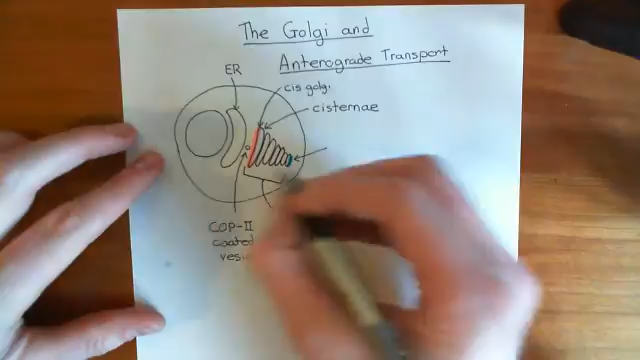 The Golgi and
Anterograde Transport
ER
cis golgi.
cisternae
COP-II
coated